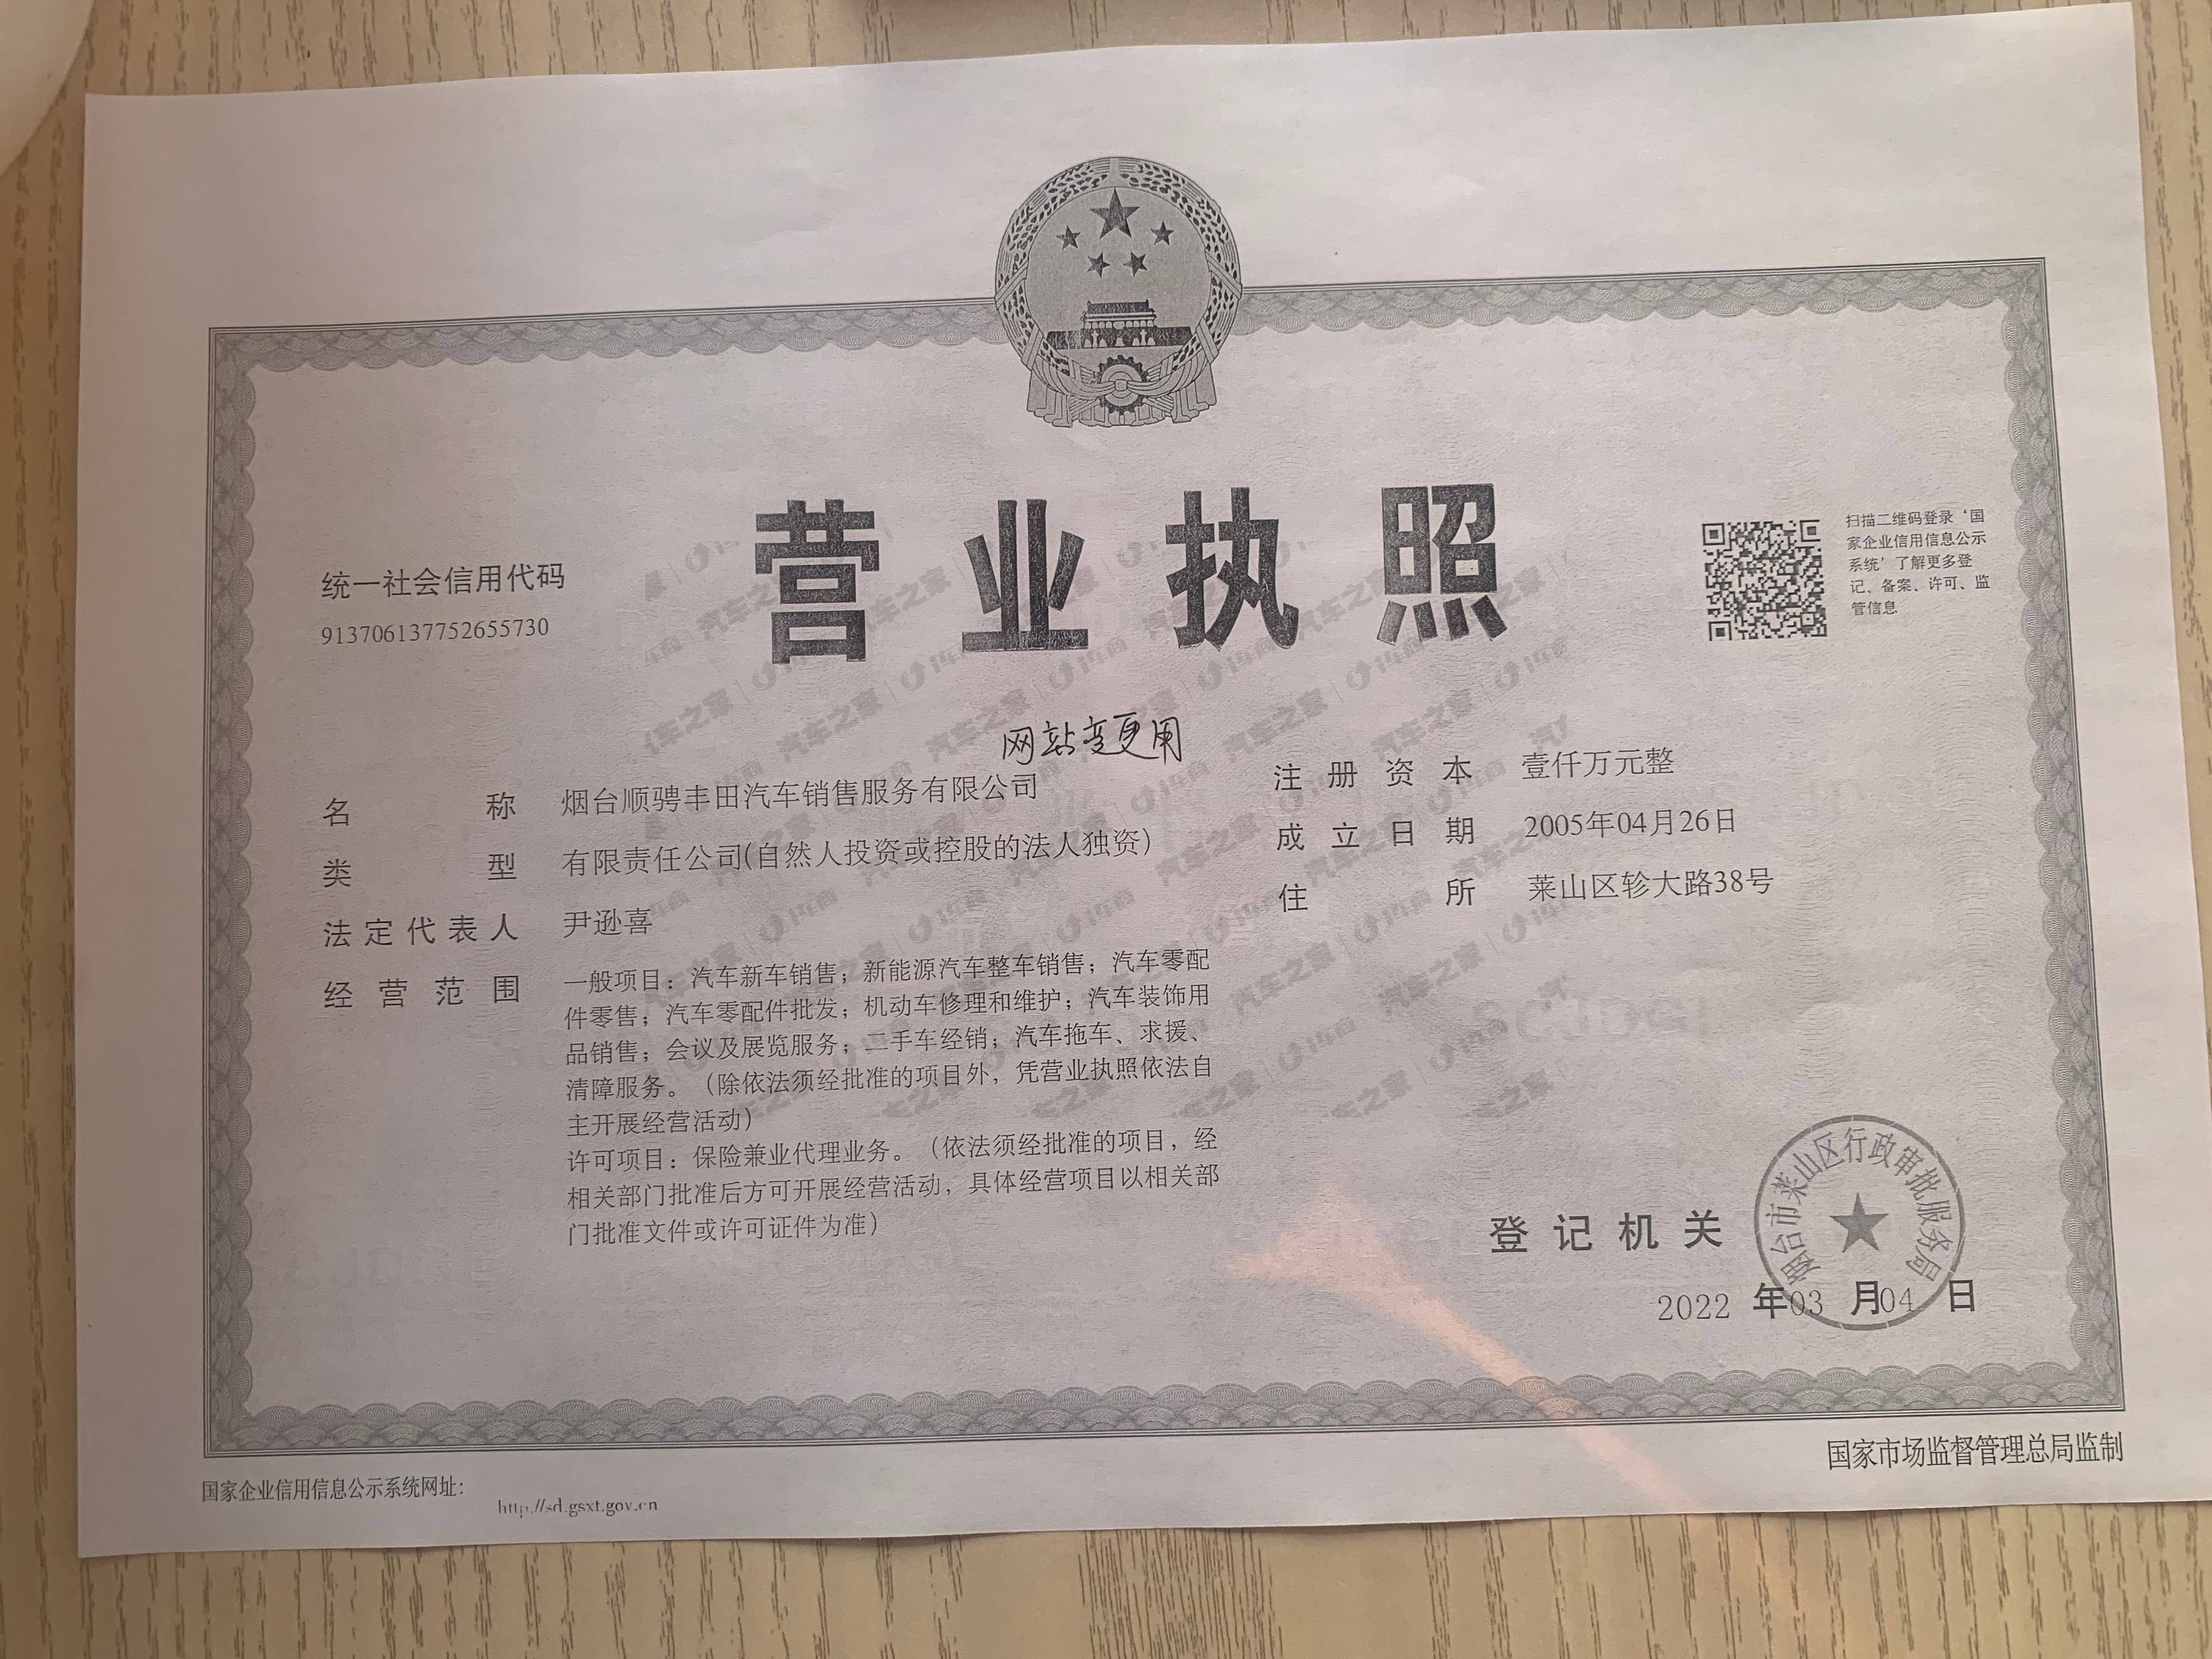 营业执照
统一社会信用代码
913706137752655730
扫描二维码登录‘国
家企业信用信息公示
系统’了解更多登
记、备案、许可、监
管信息
网站变更用
名称 烟台顺骋丰田汽车销售服务有限公司
类型 有限责任公司(自然人投资或控股的法人独资)
法定代表人 尹逊喜
经营范围 一般项目：汽车新车销售；新能源汽车整车销售；汽车零配
件零售；汽车零配件批发；机动车修理和维护；汽车装饰用
品销售；会议及展览服务；二手车经销；汽车拖车、求援、
清障服务。（除依法须经批准的项目外，凭营业执照依法自
主开展经营活动）
许可项目：保险兼业代理业务。（依法须经批准的项目，经
相关部门批准后方可开展经营活动，具体经营项目以相关部
门批准文件或许可证件为准）
注册资本 壹仟万元整
成立日期 2005年04月26日
住所 莱山区轸大路38号
登记机关
烟台市莱山区行政审批服务局
2022年03月04日
国家企业信用信息公示系统网址：
http://sd.gsxt.gov.cn
国家市场监督管理总局监制
汽车之家